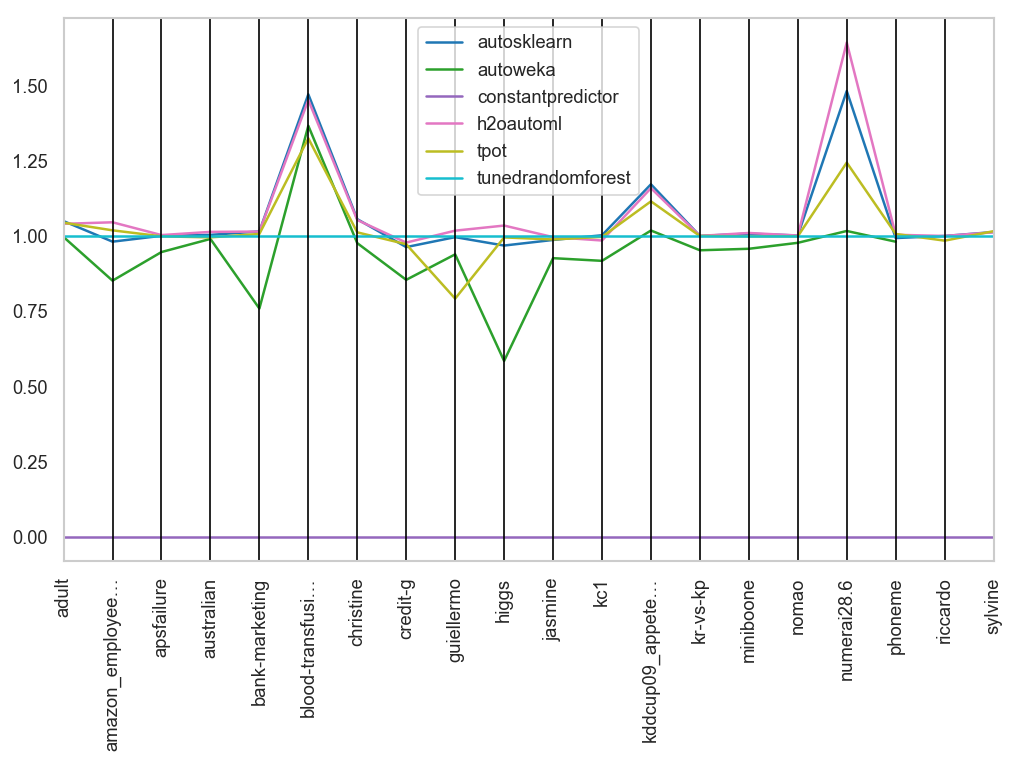 1.50
1.25
1.00
0.75
0.50
0.25
0.00
autosklearn
autoweka
constantpredictor
h2oautoml
tpot
tunedrandomforest
adult
amazon_employee…
apsfailure
australian
bank-marketing
blood-transfusi…
christine
credit-g
guiellermo
higgs
jasmine
kc1
kddcup09_appete…
kr-vs-kp
miniboone
nomao
numerai28.6
phoneme
riccardo
sylvine